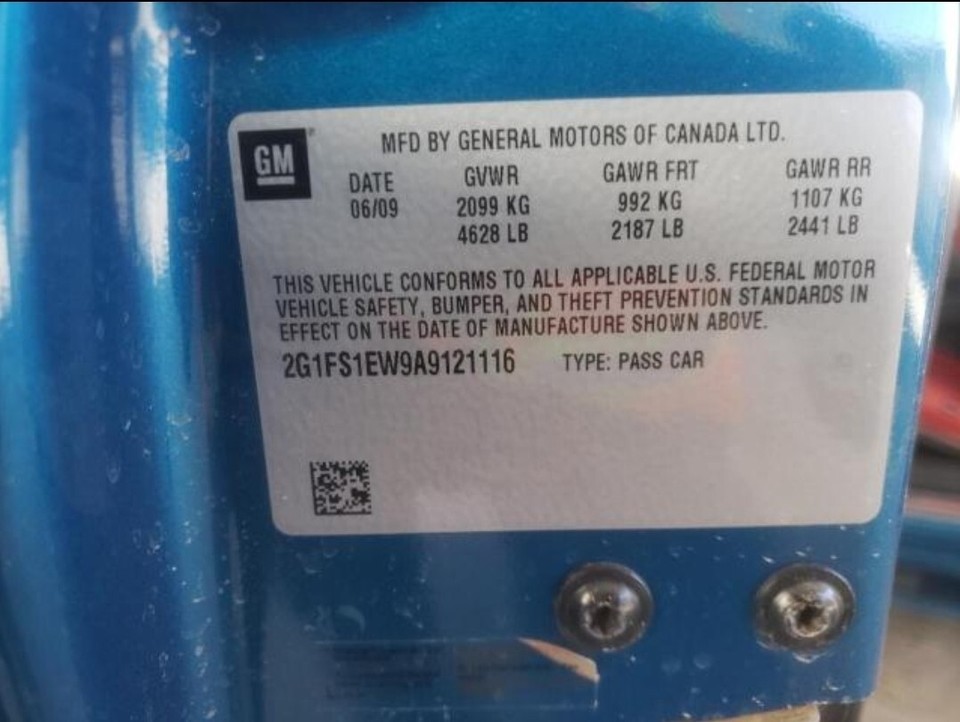 GM
MFD BY GENERAL MOTORS OF CANADA LTD.
DATE GVWR GAWR FRT GAWR RR
06/09 2099 KG 992 KG 1107 KG
4628 LB 2187 LB 2441 LB
THIS VEHICLE CONFORMS TO ALL APPLICABLE U.S. FEDERAL MOTOR
VEHICLE SAFETY, BUMPER, AND THEFT PREVENTION STANDARDS IN
EFFECT ON THE DATE OF MANUFACTURE SHOWN ABOVE.
2G1FS1EW9A9121116 TYPE: PASS CAR